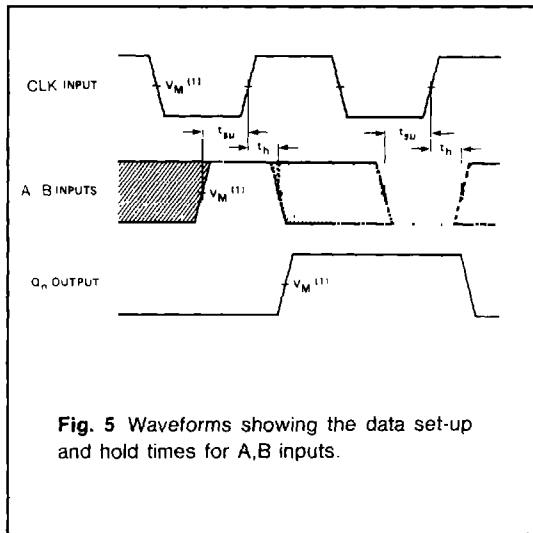 CLK INPUT
V_M (1)
t_su
t_su
t_h
t_h
A B INPUTS
V_M (1)
Q_n OUTPUT
V_M (1)
Fig. 5 Waveforms showing the data set-up
and hold times for A,B inputs.